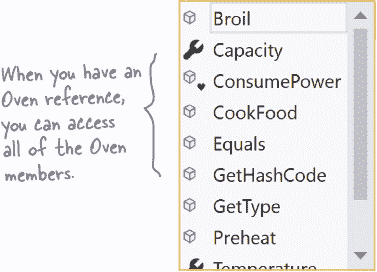 When you have an
Oven reference,
you can access
all of the Oven
members.
Broil
Capacity
ConsumePower
CookFood
Equals
GetHashCode
GetType
Preheat
Temperature